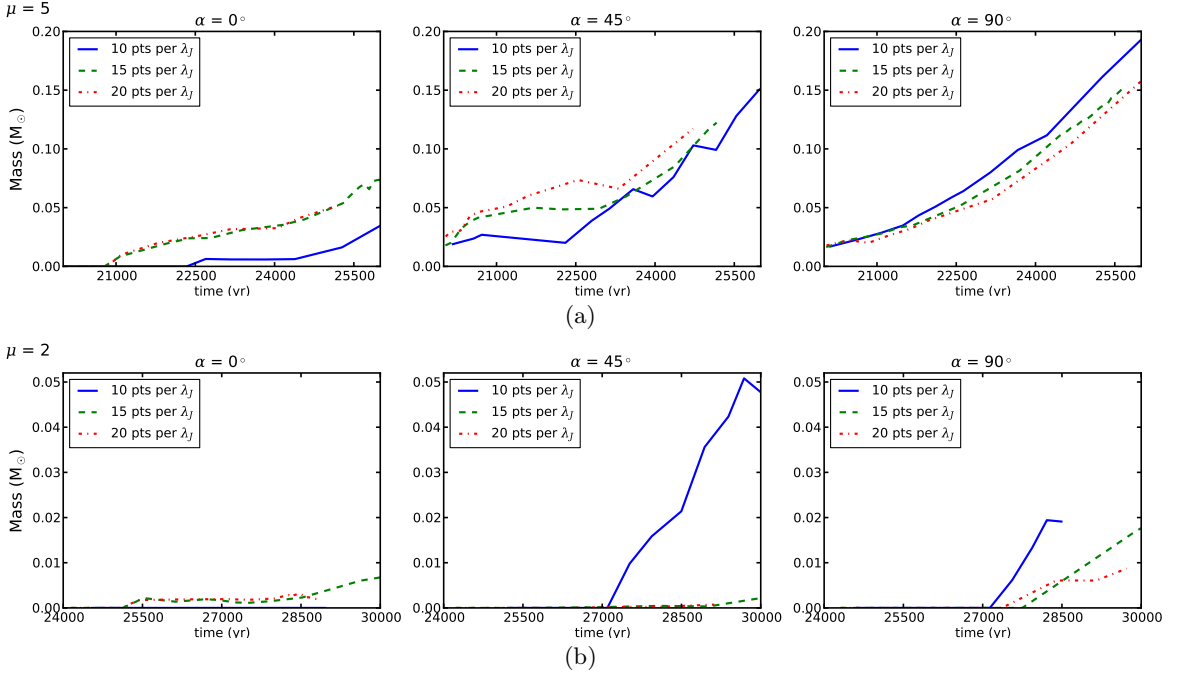 μ = 5
α = 0°
α = 45°
α = 90°
Mass (M☉)
0.20
0.15
0.10
0.05
0.00
10 pts per λJ
15 pts per λJ
20 pts per λJ
21000 22500 24000 25500
time (yr)
0.20
0.15
0.10
0.05
0.00
10 pts per λJ
15 pts per λJ
20 pts per λJ
21000 22500 24000 25500
time (yr)
0.20
0.15
0.10
0.05
0.00
10 pts per λJ
15 pts per λJ
20 pts per λJ
21000 22500 24000 25500
time (yr)
(a)
μ = 2
α = 0°
α = 45°
α = 90°
Mass (M☉)
0.05
0.04
0.03
0.02
0.01
0.00
10 pts per λJ
15 pts per λJ
20 pts per λJ
24000 25500 27000 28500 30000
time (yr)
0.05
0.04
0.03
0.02
0.01
0.00
10 pts per λJ
15 pts per λJ
20 pts per λJ
25500 27000 28500 30000
time (yr)
0.05
0.04
0.03
0.02
0.01
0.00
10 pts per λJ
15 pts per λJ
20 pts per λJ
24000 25500 27000 28500 30000
time (yr)
(b)